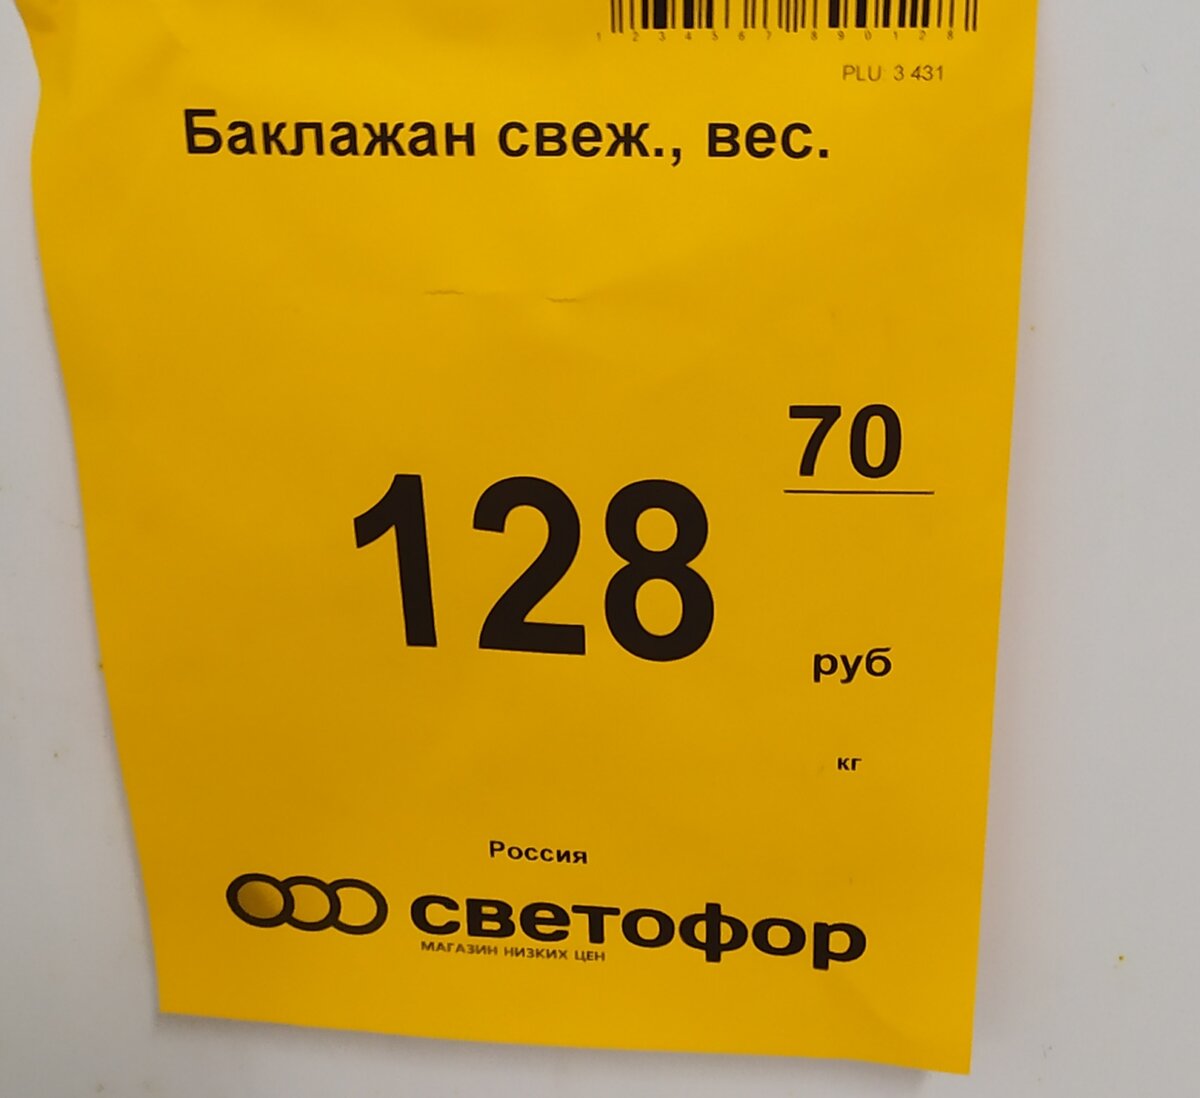 1 2 3 4 5 6 7 8 9 0 1 2 8
PLU: 3 431
Баклажан свеж., вес.
70
128
руб
кг
Россия
светофор
МАГАЗИН НИЗКИХ ЦЕН